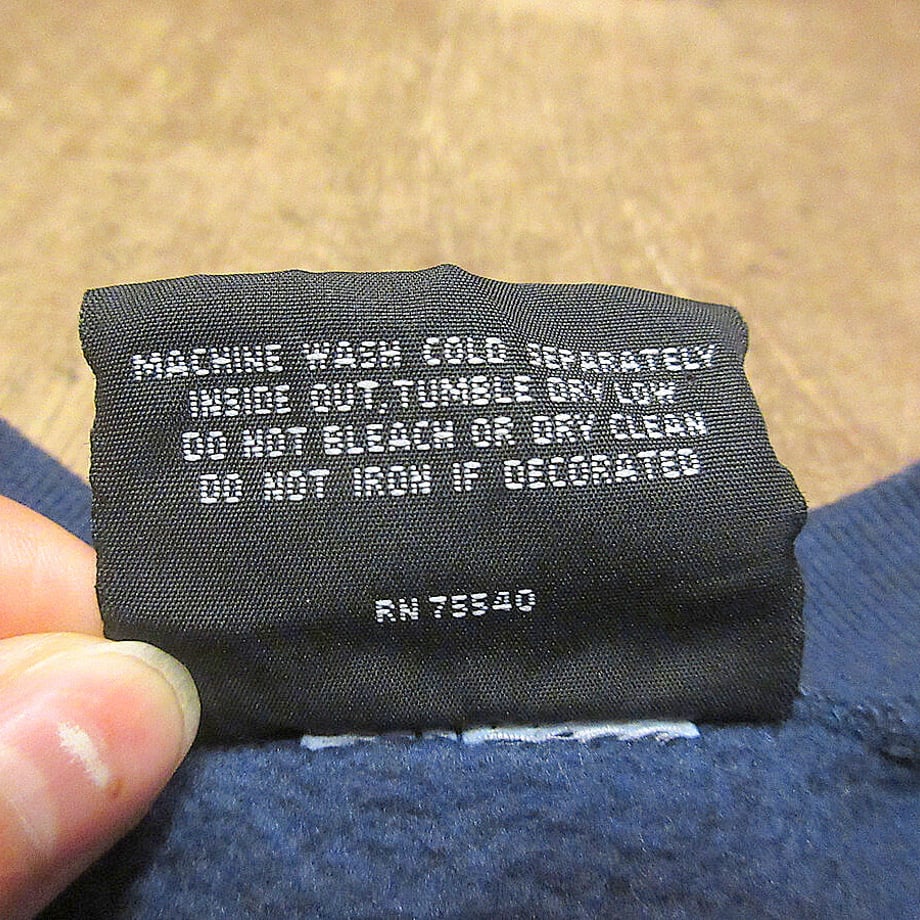 MACHINE WASH COLD SEPARATELY
INSIDE OUT, TUMBLE DRY LOW
DO NOT BLEACH OR DRY CLEAN
DO NOT IRON IF DECORATED
RN 75540